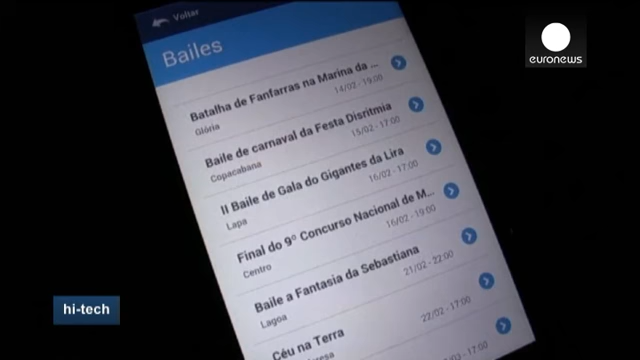 Voltar
Bailes
euronews
Batalha de Fanfarras na Marina da ...
Glória
14/02 - 19:00
Baile de carnaval da Festa Disritmia
Copacabana
15/02 - 17:00
II Baile de Gala do Gigantes da Lira
Lapa
16/02 - 17:00
Final do 9º Concurso Nacional de M...
Centro
16/02 - 19:00
Baile a Fantasia da Sebastiana
Lagoa
21/02 - 22:00
Céu na Terra
22/02 - 17:00
hi-tech